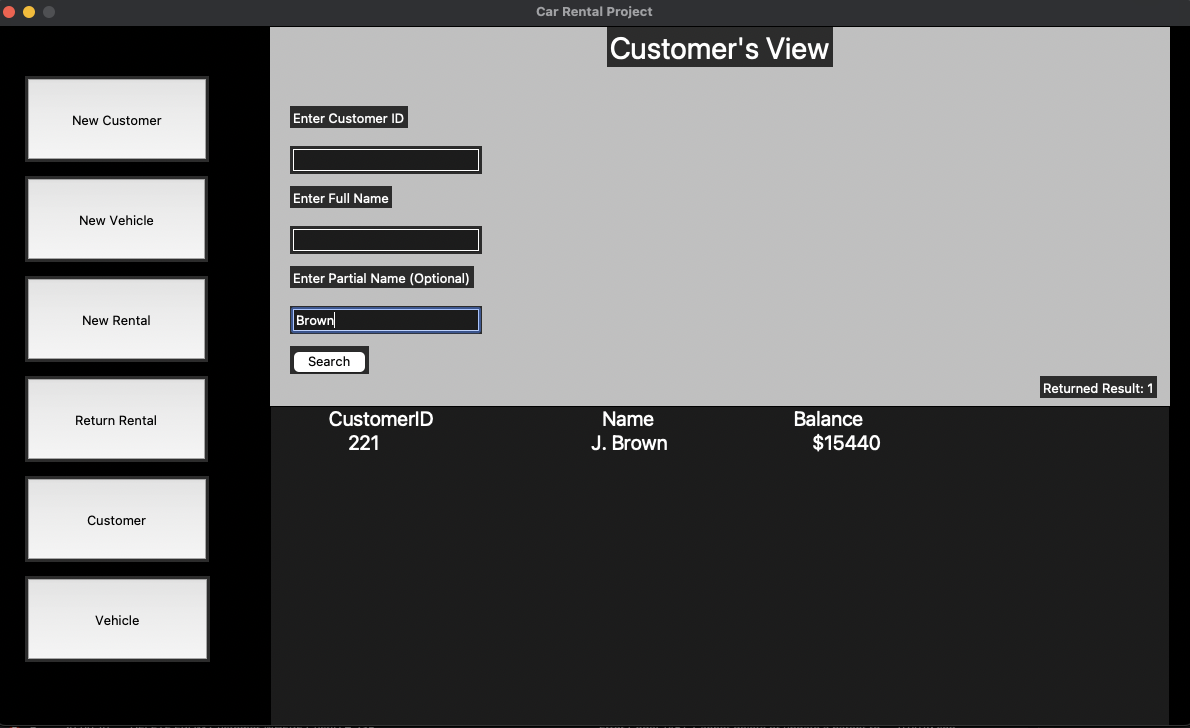 Car Rental Project
Customer's View
New Customer
New Vehicle
New Rental
Return Rental
Customer
Vehicle
Enter Customer ID
Enter Full Name
Enter Partial Name (Optional)
Brown
Search
Returned Result: 1
CustomerID Name Balance
221 J. Brown $15440